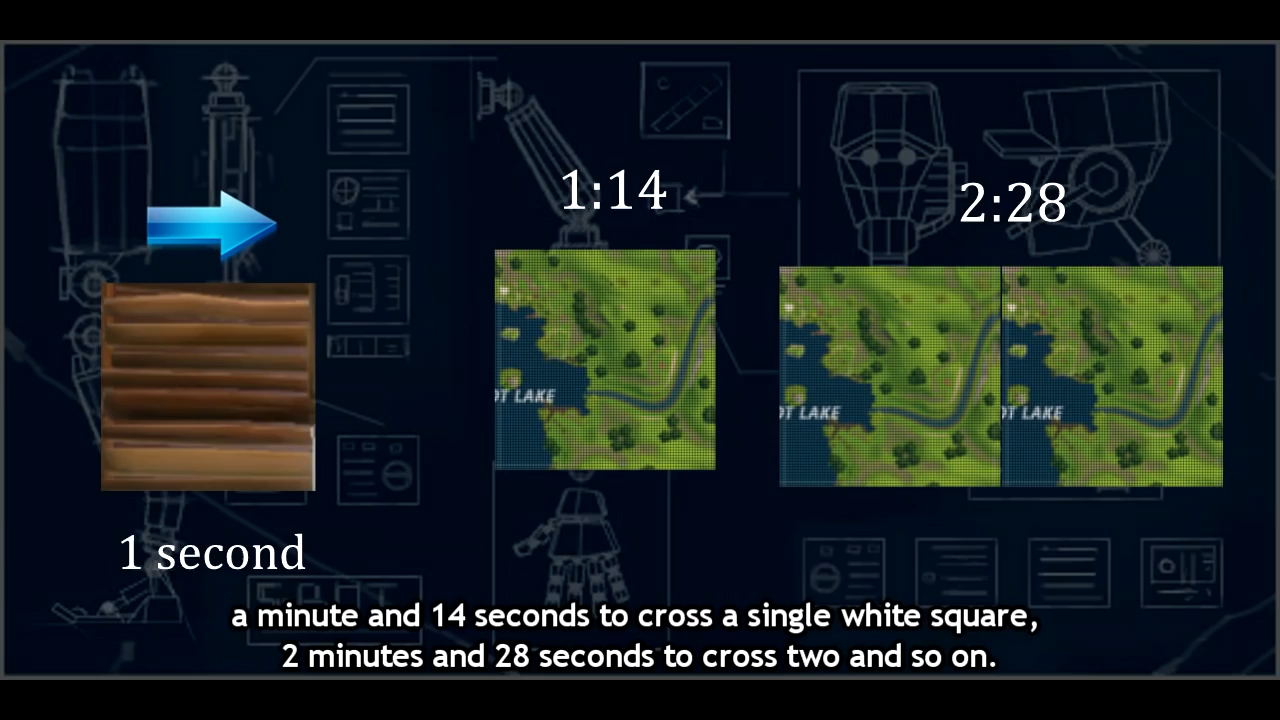 1:14
2:28
OT LAKE
OT LAKE
OT LAKE
1 second
a minute and 14 seconds to cross a single white square,
2 minutes and 28 seconds to cross two and so on.